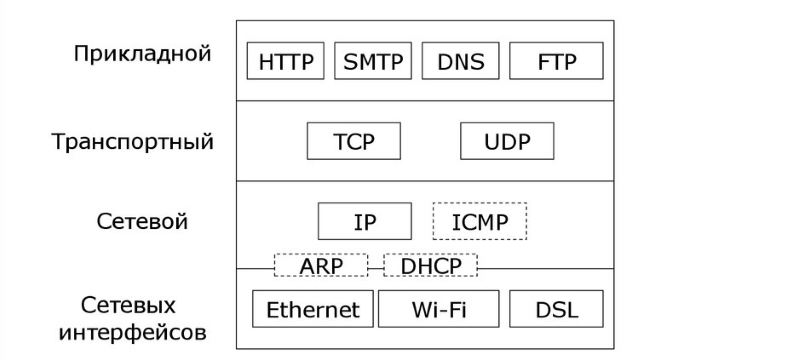 Прикладной
HTTP SMTP DNS FTP
Транспортный
TCP UDP
Сетевой
IP ICMP
ARP DHCP
Сетевых
интерфейсов
Ethernet Wi-Fi DSL